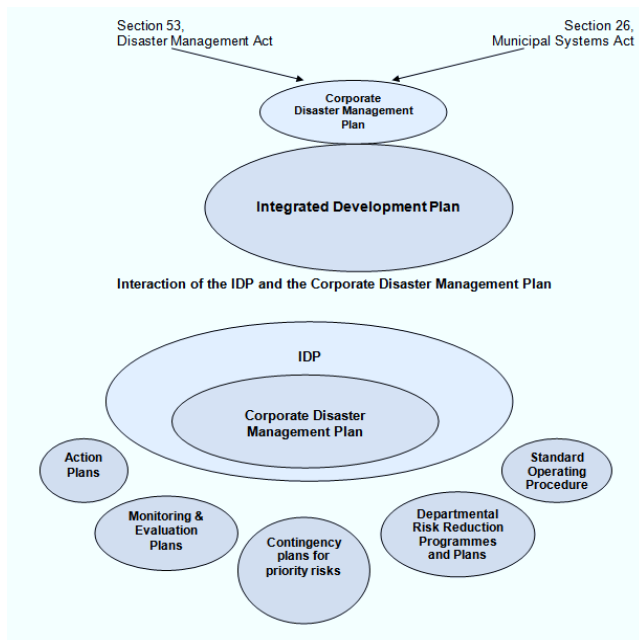 Section 53,
Disaster Management Act
Section 26,
Municipal Systems Act
Corporate
Disaster Management
Plan
Integrated Development Plan
Interaction of the IDP and the Corporate Disaster Management Plan
IDP
Corporate Disaster
Management Plan
Action
Plans
Standard
Operating
Procedure
Monitoring &
Evaluation
Plans
Departmental
Risk Reduction
Programmes
and Plans
Contingency
plans for
priority risks